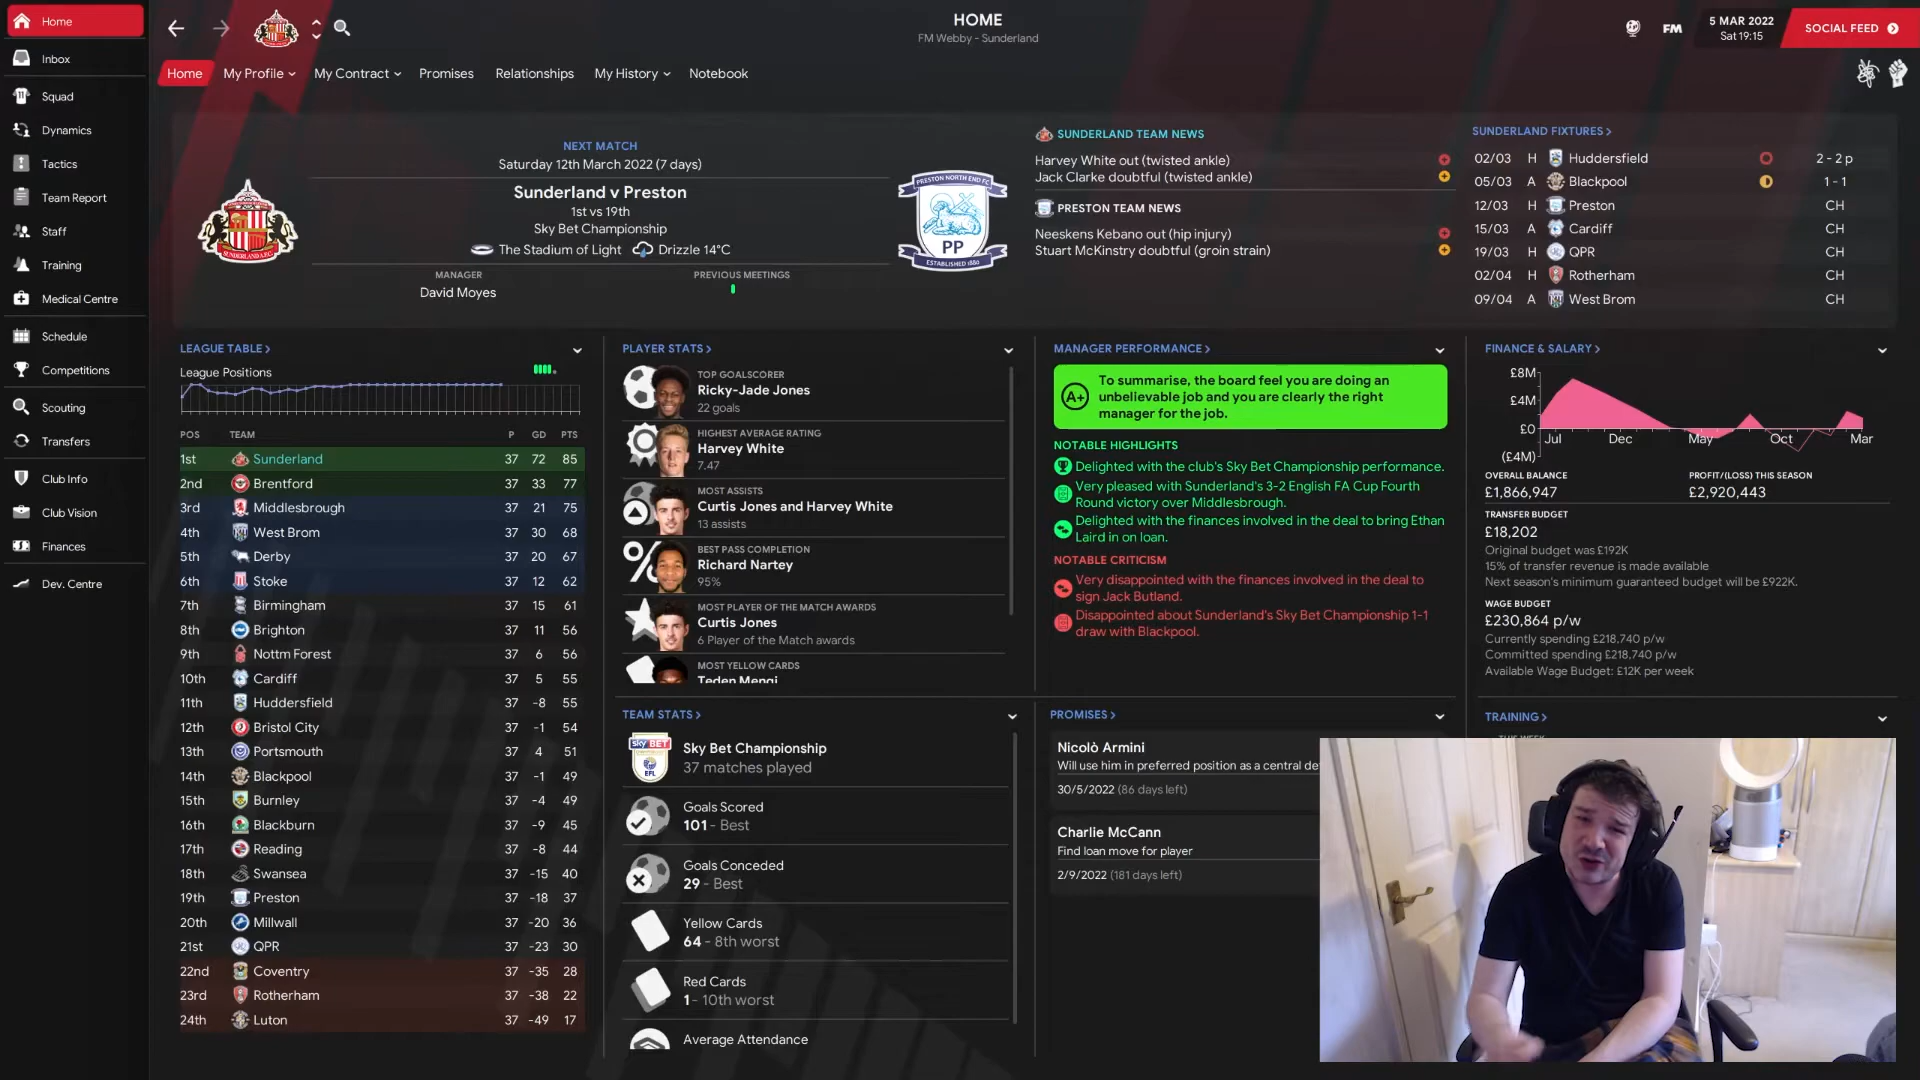 Home
Inbox
Squad
Dynamics
Tactics
Team Report
Staff
Training
Medical Centre
Schedule
Competitions
Scouting
Transfers
Club Info
Club Vision
Finances
Dev. Centre
HOME
FM Webby - Sunderland
FM
5 MAR 2022
Sat 19:15
SOCIAL FEED
Home My Profile My Contract Promises Relationships My History Notebook
NEXT MATCH
Saturday 12th March 2022 (7 days)
Sunderland v Preston
1st vs 19th
Sky Bet Championship
The Stadium of Light Drizzle 14°C
MANAGER
David Moyes
PREVIOUS MEETINGS
SUNDERLAND A.F.C.
PRESTON NORTH END FC
PP
ESTABLISHED 1880
SUNDERLAND TEAM NEWS
Harvey White out (twisted ankle)
Jack Clarke doubtful (twisted ankle)
PRESTON TEAM NEWS
Neeskens Kebano out (hip injury)
Stuart McKinstry doubtful (groin strain)
SUNDERLAND FIXTURES >
02/03 H Huddersfield 2 - 2 p
05/03 A Blackpool 1 - 1
12/03 H Preston CH
15/03 A Cardiff CH
19/03 H QPR CH
02/04 H Rotherham CH
09/04 A West Brom CH
LEAGUE TABLE >
League Positions
POS TEAM P GD PTS
1st Sunderland 37 72 85
2nd Brentford 37 33 77
3rd Middlesbrough 37 21 75
4th West Brom 37 30 68
5th Derby 37 20 67
6th Stoke 37 12 62
7th Birmingham 37 15 61
8th Brighton 37 11 56
9th Nottm Forest 37 6 56
10th Cardiff 37 5 55
11th Huddersfield 37 -8 55
12th Bristol City 37 -1 54
13th Portsmouth 37 4 51
14th Blackpool 37 -1 49
15th Burnley 37 -4 49
16th Blackburn 37 -9 45
17th Reading 37 -8 44
18th Swansea 37 -15 40
19th Preston 37 -18 37
20th Millwall 37 -20 36
21st QPR 37 -23 30
22nd Coventry 37 -35 28
23rd Rotherham 37 -38 22
24th Luton 37 -49 17
PLAYER STATS >
TOP GOALSCORER
Ricky-Jade Jones
22 goals
HIGHEST AVERAGE RATING
Harvey White
7.47
MOST ASSISTS
Curtis Jones and Harvey White
13 assists
BEST PASS COMPLETION
Richard Nartey
95%
MOST PLAYER OF THE MATCH AWARDS
Curtis Jones
6 Player of the Match awards
MOST YELLOW CARDS
Teden Mengi
TEAM STATS >
sky BET
EFL
Sky Bet Championship
37 matches played
Goals Scored
101 - Best
Goals Conceded
29 - Best
Yellow Cards
64 - 8th worst
Red Cards
1 - 10th worst
Average Attendance
MANAGER PERFORMANCE >
A+
To summarise, the board feel you are doing an
unbelievable job and you are clearly the right
manager for the job.
NOTABLE HIGHLIGHTS
Delighted with the club's Sky Bet Championship performance.
Very pleased with Sunderland's 3-2 English FA Cup Fourth
Round victory over Middlesbrough.
Delighted with the finances involved in the deal to bring Ethan
Laird in on loan.
NOTABLE CRITICISM
Very disappointed with the finances involved in the deal to
sign Jack Butland.
Disappointed about Sunderland's Sky Bet Championship 1-1
draw with Blackpool.
PROMISES >
Nicolò Armini
Will use him in preferred position as a central de
30/5/2022 (86 days left)
Charlie McCann
Find loan move for player
2/9/2022 (181 days left)
FINANCE & SALARY >
£8M
£4M
£0
(£4M)
Jul Dec May Oct Mar
OVERALL BALANCE
£1,866,947
PROFIT/(LOSS) THIS SEASON
£2,920,443
TRANSFER BUDGET
£18,202
Original budget was £192K
15% of transfer revenue is made available
Next season's minimum guaranteed budget will be £922K.
WAGE BUDGET
£230,864 p/w
Currently spending £218,740 p/w
Committed spending £218,740 p/w
Available Wage Budget: £12K per week
TRAINING >